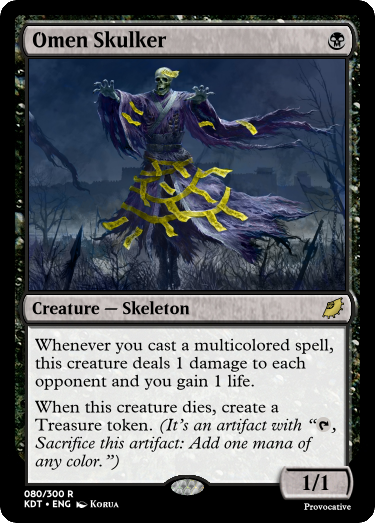 Omen Skulker
Creature — Skeleton
Whenever you cast a multicolored spell,
this creature deals 1 damage to each
opponent and you gain 1 life.
When this creature dies, create a
Treasure token. (It's an artifact with “,
Sacrifice this artifact: Add one mana of
any color.”)
1/1
080/300 R
KDT • ENG Korua
Provocative